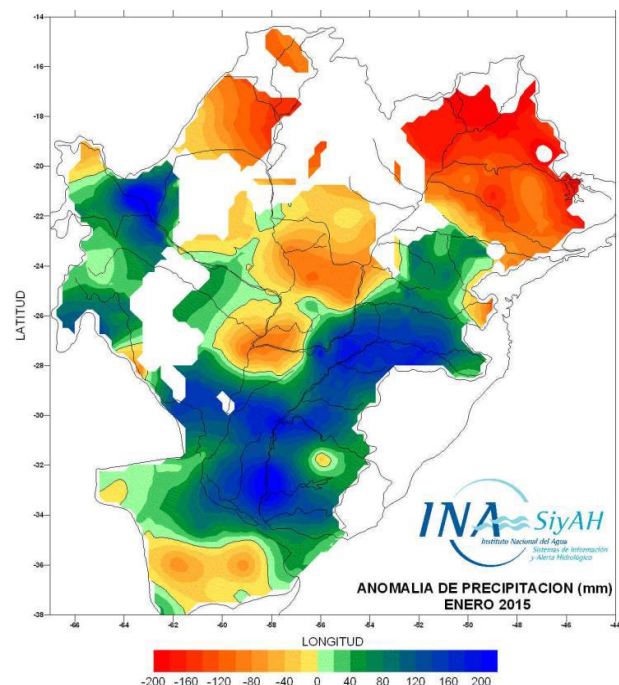 -14
-16
-18
-20
-22
-24
-26
-28
-30
-32
-34
-36
-38
LATITUD
INA SiyAH
Instituto Nacional del Agua
Sistemas de Información
y Alerta Hidrológico
ANOMALIA DE PRECIPITACION (mm)
ENERO 2015
-66 -64 -62 -60 -58 -56 -54 -52 -50 -48 -46 -44
LONGITUD
-200 -160 -120 -80 -40 0 40 80 120 160 200